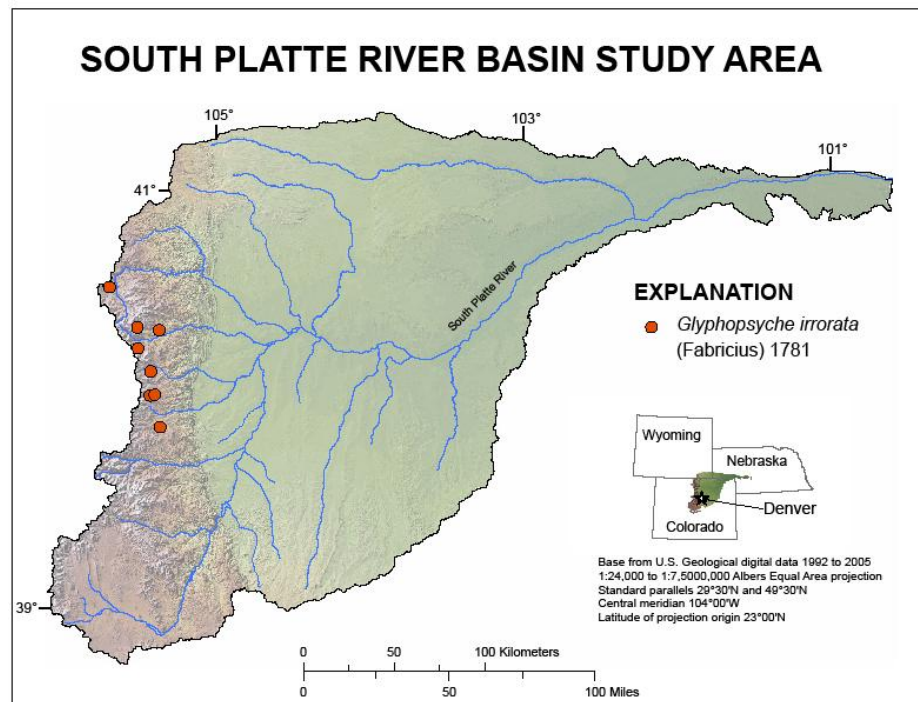 SOUTH PLATTE RIVER BASIN STUDY AREA
105°
103°
101°
41°
South Platte River
EXPLANATION
Glyphopsyche irrorata
(Fabricius) 1781
Wyoming
Nebraska
Denver
Colorado
Base from U.S. Geological digital data 1992 to 2005
1:24,000 to 1:7,5000,000 Albers Equal Area projection
Standard parallels 29°30'N and 49°30'N
Central meridian 104°00'W
Latitude of projection origin 23°00'N
39°
0 50 100 Kilometers
0 50 100 Miles